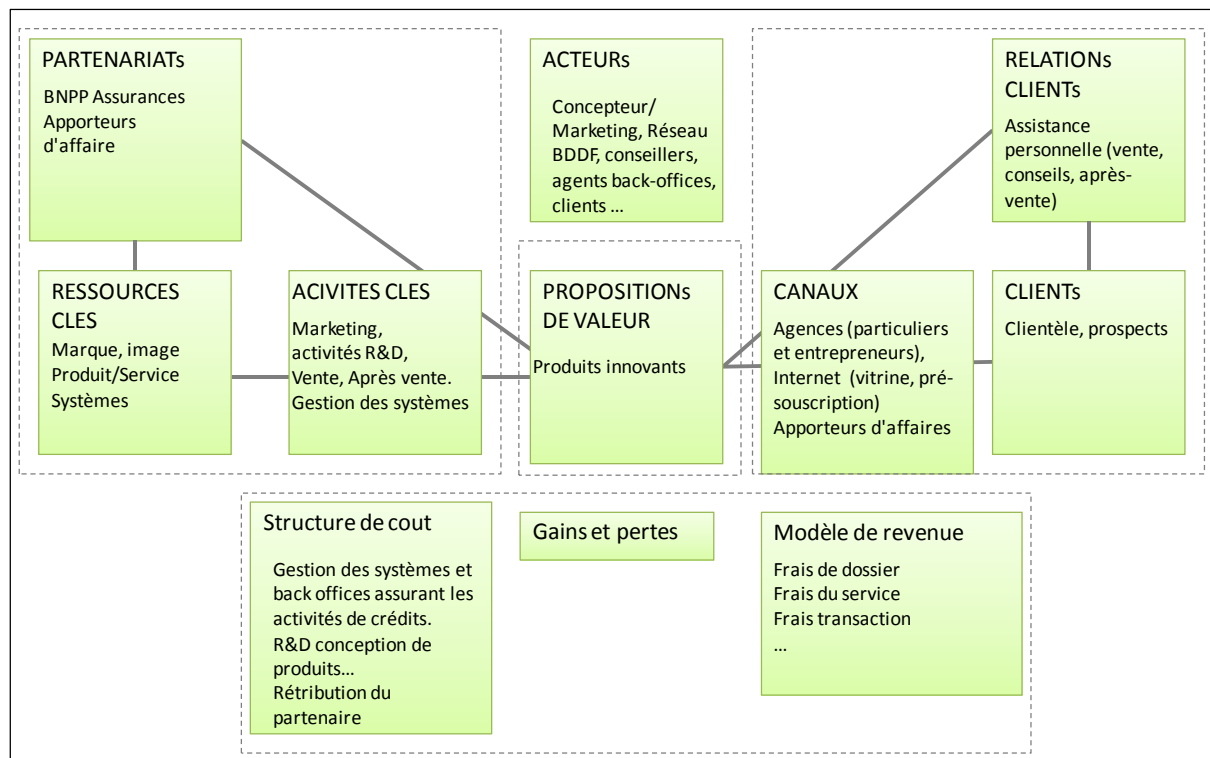 PARTENARIATs
BNPP Assurances
Apporteurs
d'affaire
ACTEURs
Concepteur/
Marketing, Réseau
BDDF, conseillers,
agents back-offices,
clients ...
RELATIONs
CLIENTs
Assistance
personnelle (vente,
conseils, après-
vente)
RESSOURCES
CLES
Marque, image
Produit/Service
Systèmes
ACIVITES CLES
Marketing,
activités R&D,
Vente, Après vente.
Gestion des systèmes
PROPOSITIONs
DE VALEUR
Produits innovants
CANAUX
Agences (particuliers
et entrepreneurs),
Internet (vitrine, pré-
souscription)
Apporteurs d'affaires
CLIENTs
Clientèle, prospects
Structure de cout
Gestion des systèmes et
back offices assurant les
activités de crédits.
R&D conception de
produits...
Rétribution du
partenaire
Gains et pertes
Modèle de revenue
Frais de dossier
Frais du service
Frais transaction
...